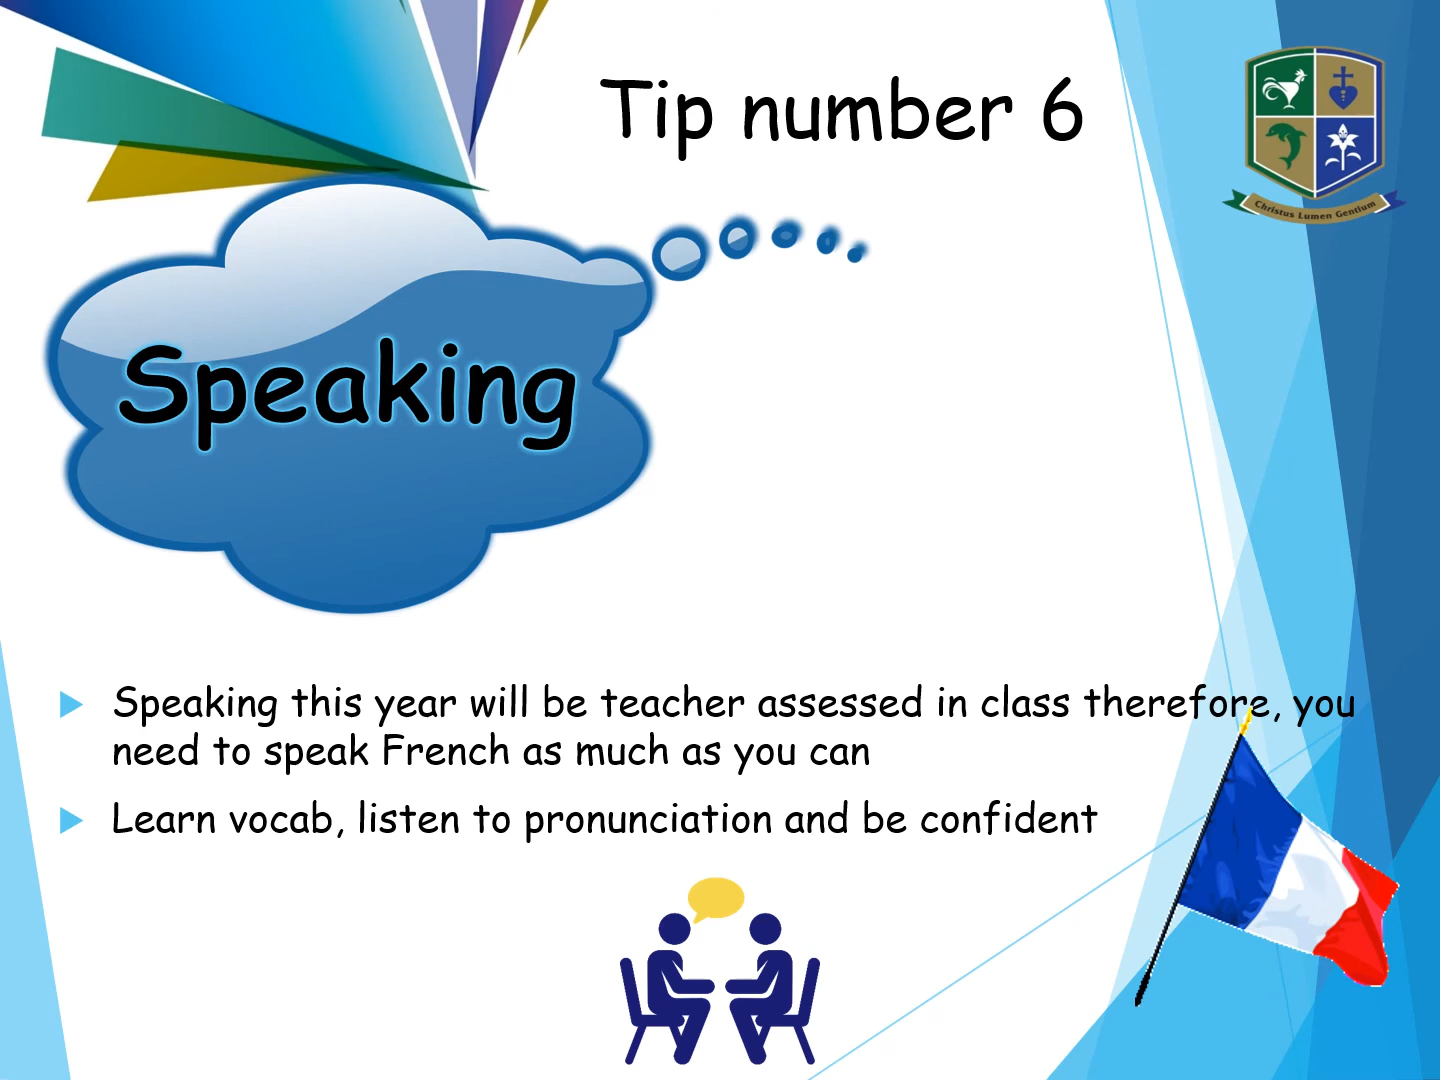 Tip number 6
Christus Lumen Gentium
Speaking
Speaking this year will be teacher assessed in class therefore, you
need to speak French as much as you can
Learn vocab, listen to pronunciation and be confident